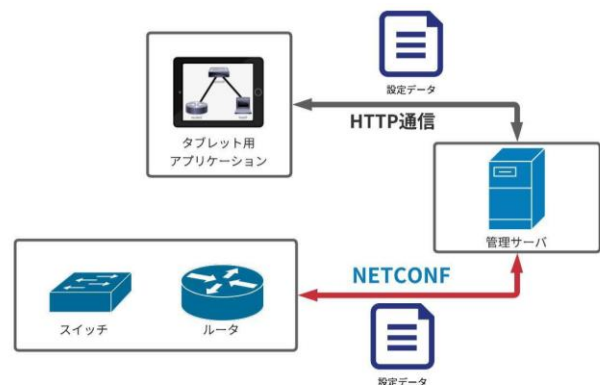 設定データ
HTTP通信
タブレット用
アプリケーション
管理サーバ
NETCONF
スイッチ
ルータ
設定データ